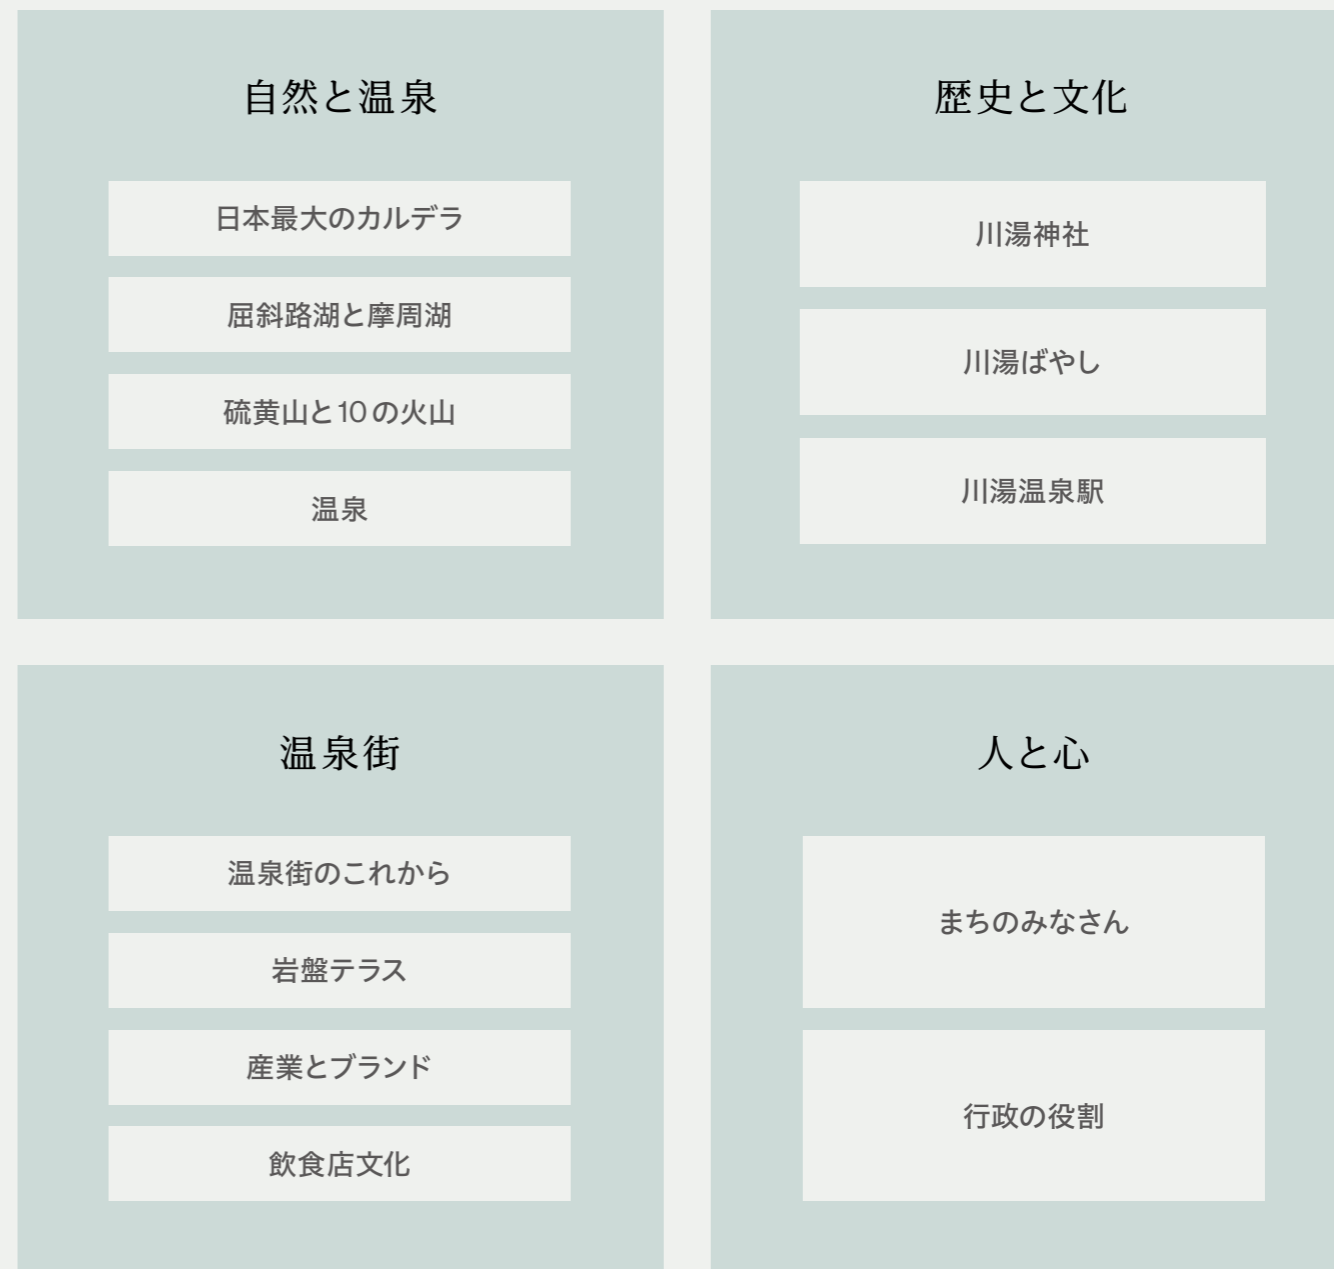 自然と温泉
日本最大のカルデラ
屈斜路湖と摩周湖
硫黄山と10の火山
温泉
歴史と文化
川湯神社
川湯ばやし
川湯温泉駅
温泉街
温泉街のこれから
岩盤テラス
産業とブランド
飲食店文化
人と心
まちのみなさん
行政の役割